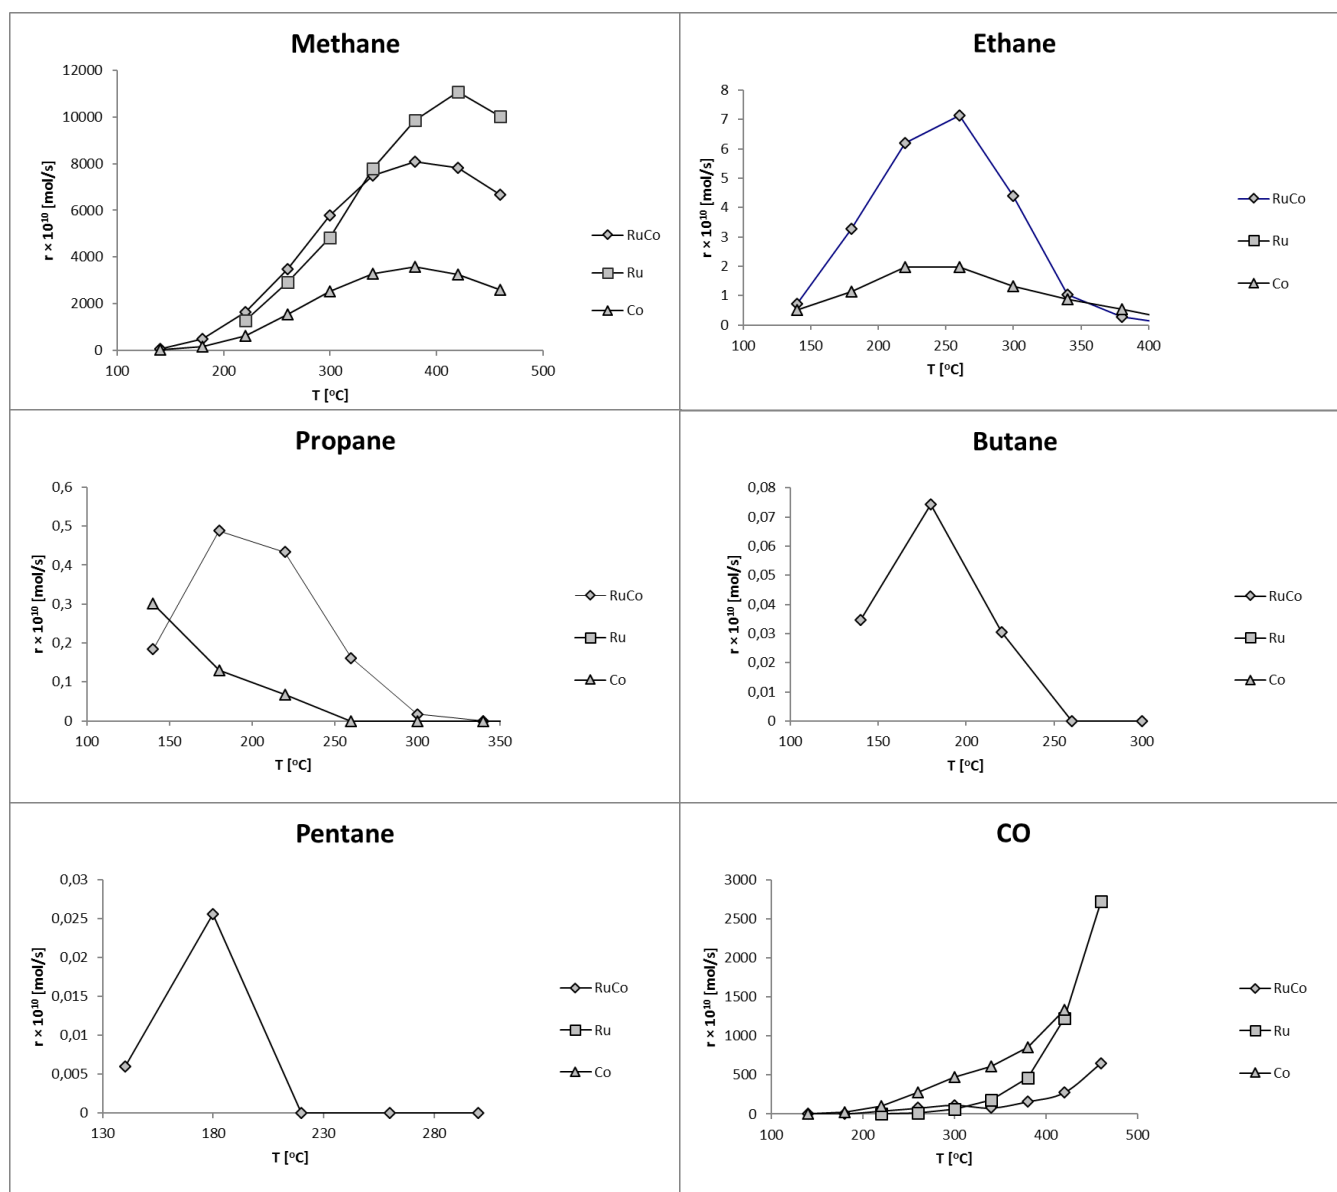 Methane
12000
10000
8000
6000
4000
2000
0
100 200 300 400 500
r × 10¹⁰ [mol/s]
T [°C]
RuCo
Ru
Co
Ethane
8
7
6
5
4
3
2
1
0
100 150 200 250 300 350 400
r × 10¹⁰ [mol/s]
T [°C]
RuCo
Ru
Co
Propane
0,6
0,5
0,4
0,3
0,2
0,1
0
100 150 200 250 300 350
r × 10¹⁰ [mol/s]
T [°C]
RuCo
Ru
Co
Butane
0,08
0,07
0,06
0,05
0,04
0,03
0,02
0,01
0
100 150 200 250 300
r × 10¹⁰ [mol/s]
T [°C]
RuCo
Ru
Co
Pentane
0,03
0,025
0,02
0,015
0,01
0,005
0
130 180 230 280
r × 10¹⁰ [mol/s]
T [°C]
RuCo
Ru
Co
CO
3000
2500
2000
1500
1000
500
0
100 200 300 400 500
r × 10¹⁰ [mol/s]
T [°C]
RuCo
Ru
Co